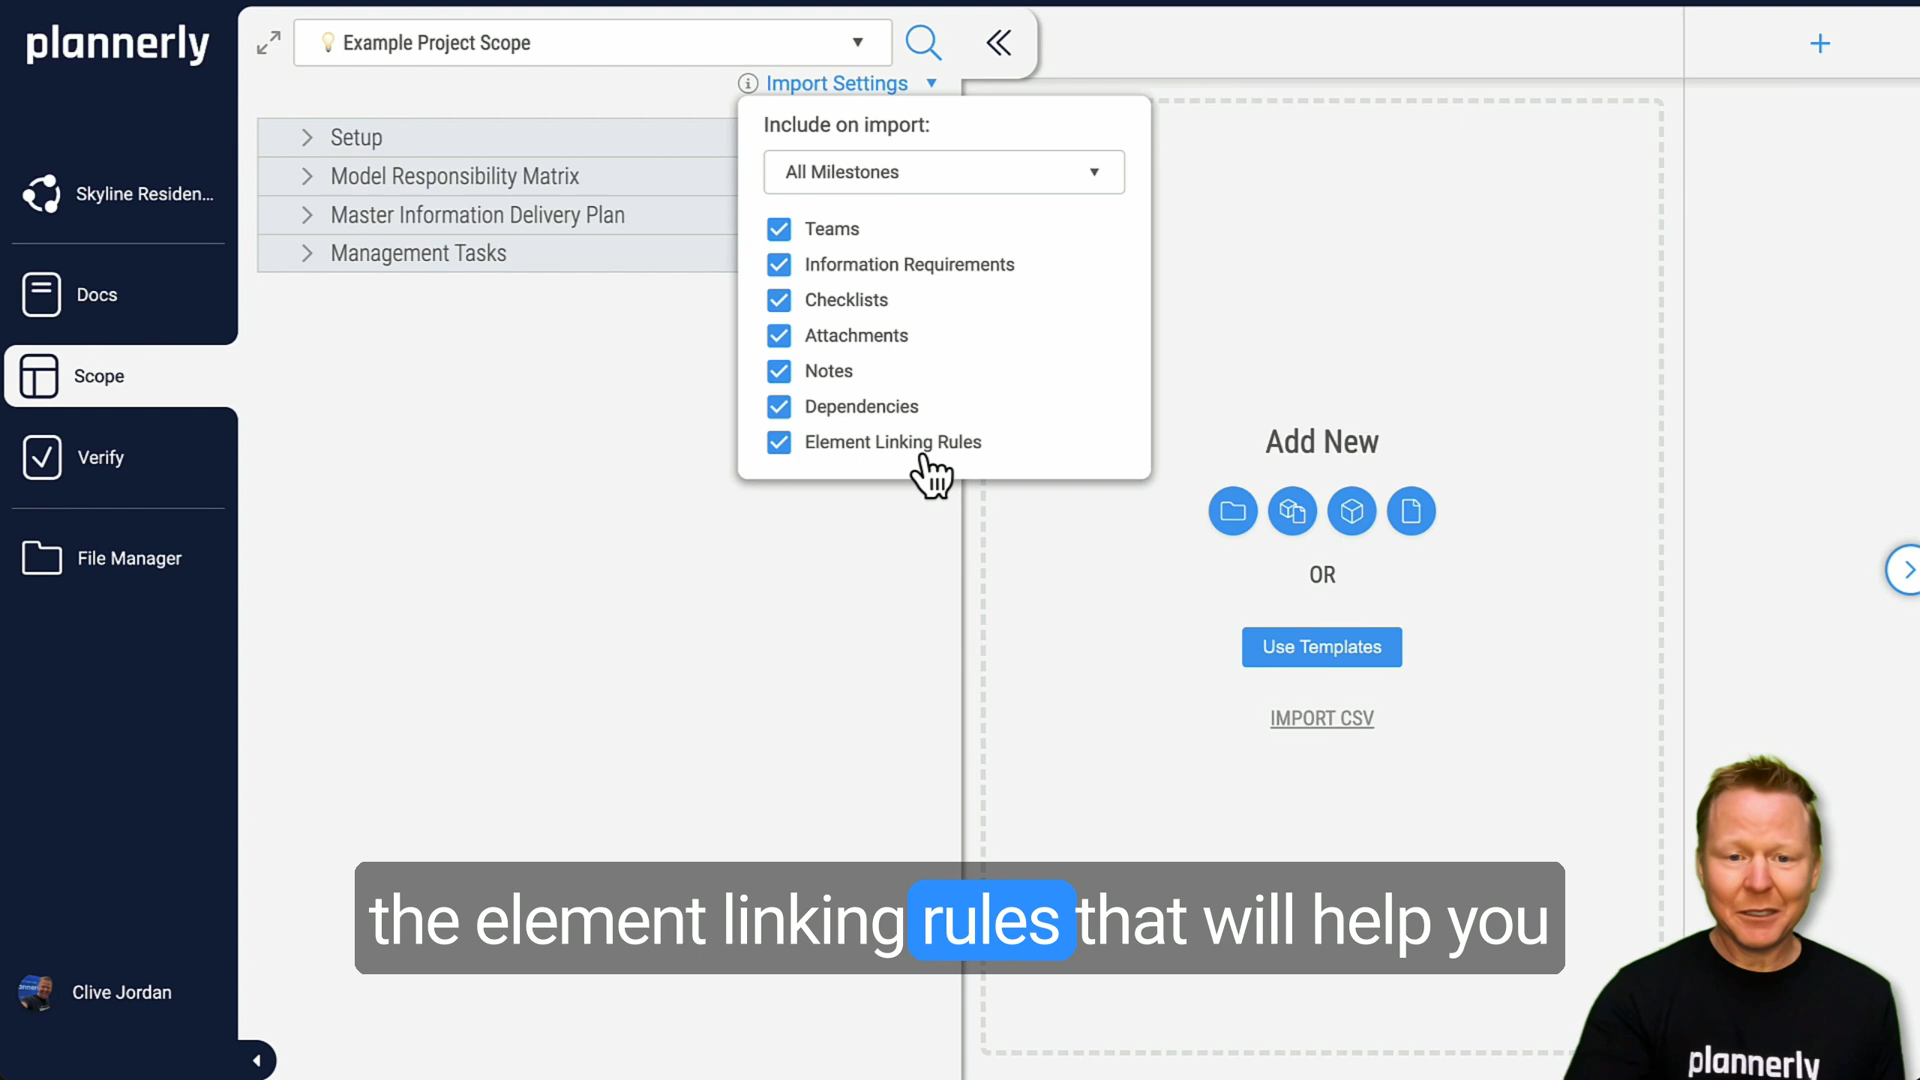 plannerly
Example Project Scope
Import Settings
Include on import:
All Milestones
Teams
Information Requirements
Checklists
Attachments
Notes
Dependencies
Element Linking Rules
Setup
Model Responsibility Matrix
Master Information Delivery Plan
Management Tasks
Skyline Residen...
Docs
Scope
Verify
File Manager
Clive Jordan
Add New
OR
Use Templates
IMPORT CSV
the element linking rules that will help you
plannerly